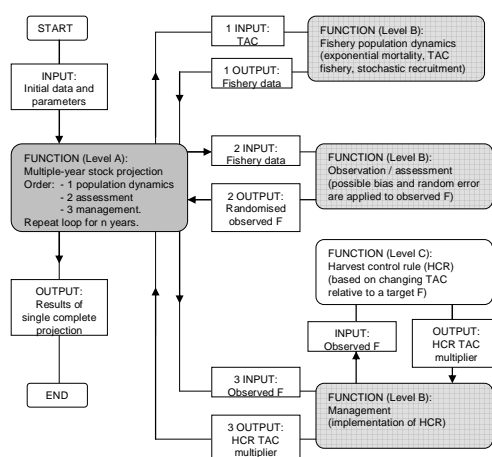 START
INPUT:
Initial data and
parameters
FUNCTION (Level A):
Multiple-year stock projection
Order: - 1 population dynamics
- 2 assessment
- 3 management.
Repeat loop for n years.
OUTPUT:
Results of
single complete
projection
END
1 INPUT:
TAC
1 OUTPUT:
Fishery data
FUNCTION (Level B):
Fishery population dynamics
(exponential mortality, TAC
fishery, stochastic recruitment)
2 INPUT:
Fishery data
2 OUTPUT:
Randomised
observed F
FUNCTION (Level B):
Observation / assessment
(possible bias and random error
are applied to observed F)
FUNCTION (Level C):
Harvest control rule (HCR)
(based on changing TAC
relative to a target F)
INPUT:
Observed F
OUTPUT:
HCR TAC
multiplier
3 INPUT:
Observed F
3 OUTPUT:
HCR TAC
multiplier
FUNCTION (Level B):
Management
(implementation of HCR)